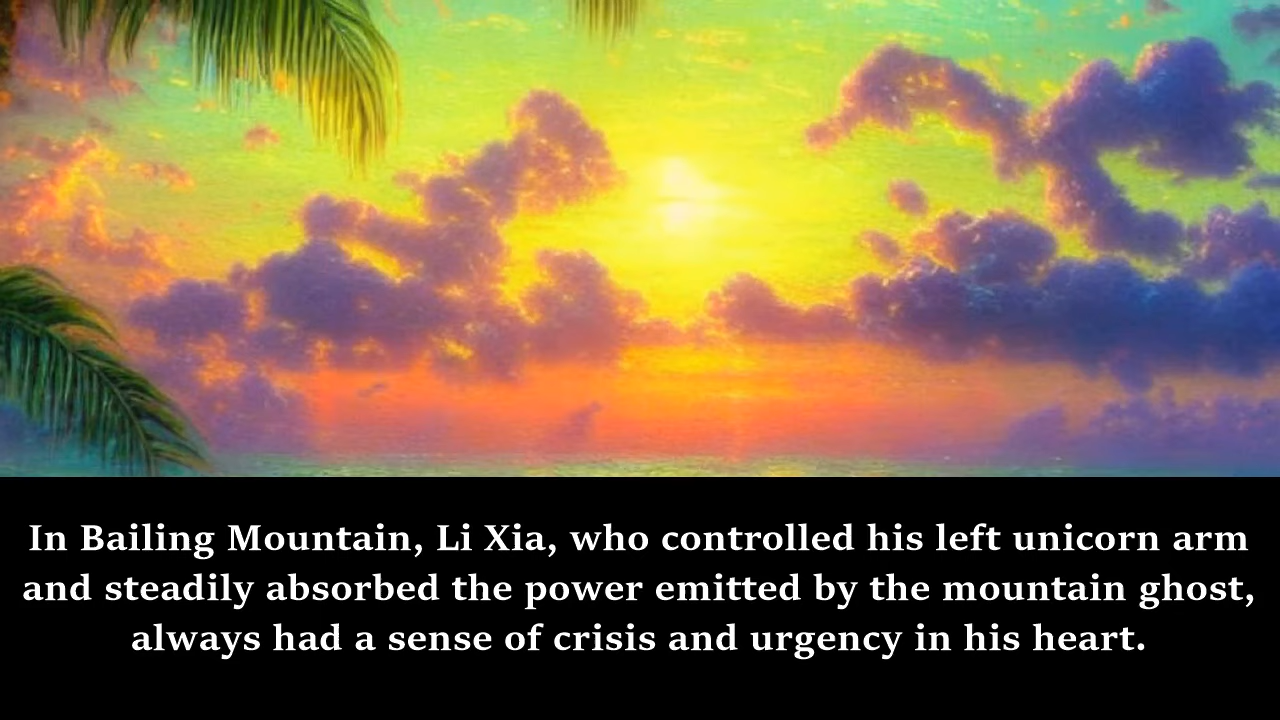 In Bailing Mountain, Li Xia, who controlled his left unicorn arm
and steadily absorbed the power emitted by the mountain ghost,
always had a sense of crisis and urgency in his heart.